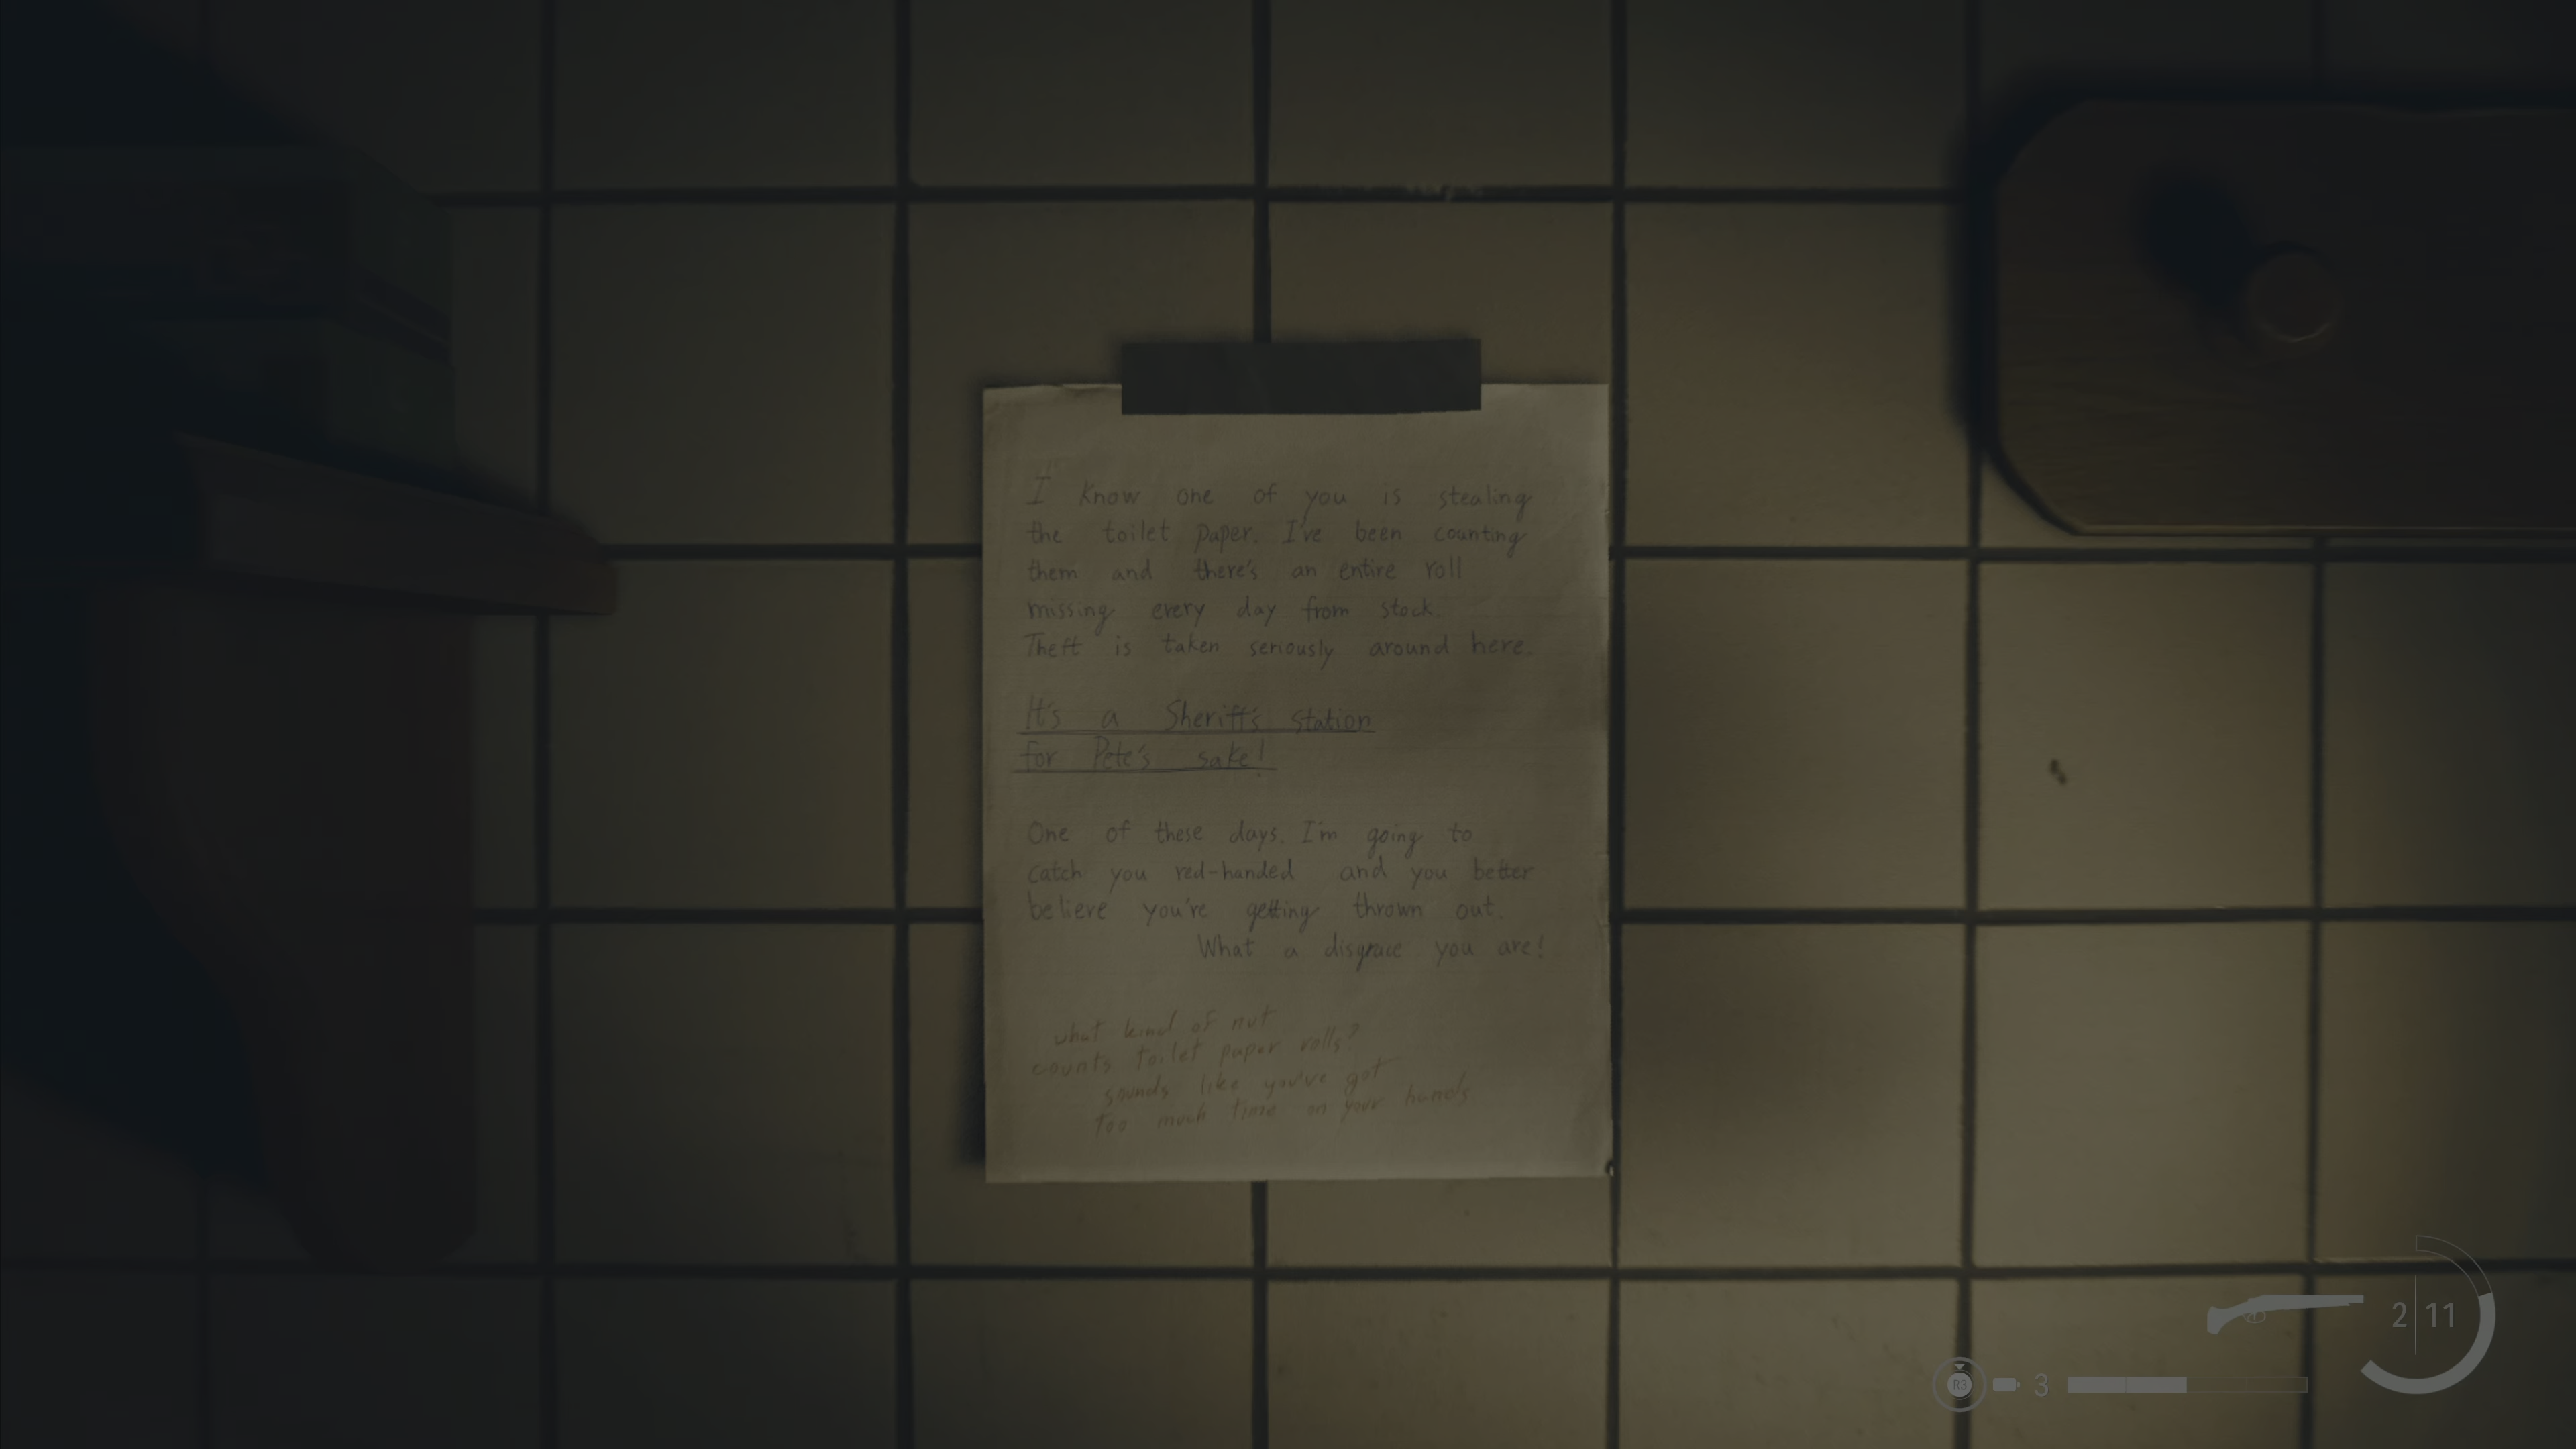 I know one of you is stealing
the toilet paper. I've been counting
them and there's an entire roll
missing every day from stock.
Theft is taken seriously around here.
It's a Sheriff's station
for Pete's sake!
One of these days. I'm going to
catch you red-handed and you better
believe you're getting thrown out.
What a disgrace you are!
what kind of nut
counts toilet paper rolls?
sounds like you've got
too much time on your hands
2 11
R3 3